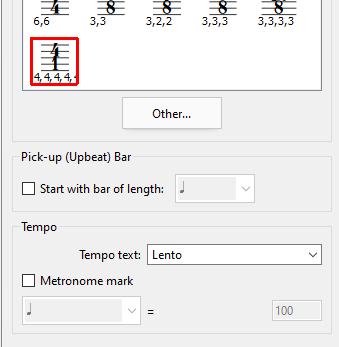 4 8 8 8 8
6,6 3,3 3,2,2 3,3,3 3,3,3,3
4
1
4,4,4,4,4
Other...
Pick-up (Upbeat) Bar
Start with bar of length:
Tempo
Tempo text: Lento
Metronome mark
= 100